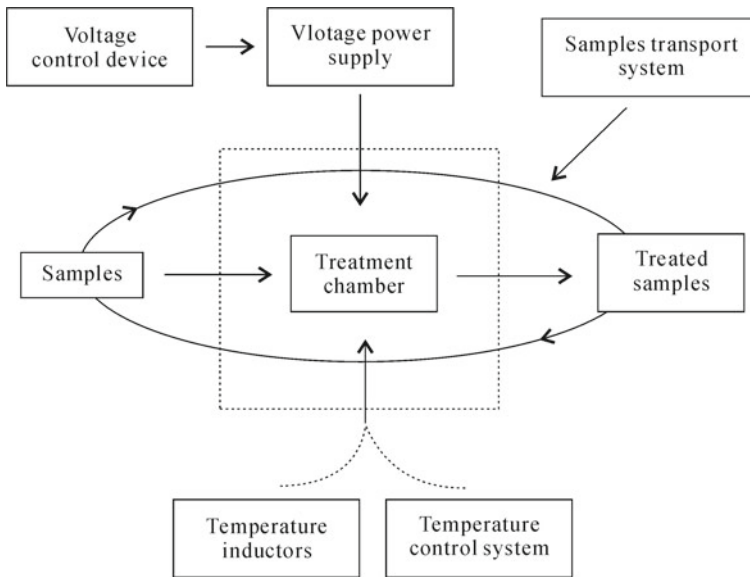 Voltage
control device
Vlotage power
supply
Samples transport
system
Samples
Treatment
chamber
Treated
samples
Temperature
inductors
Temperature
control system